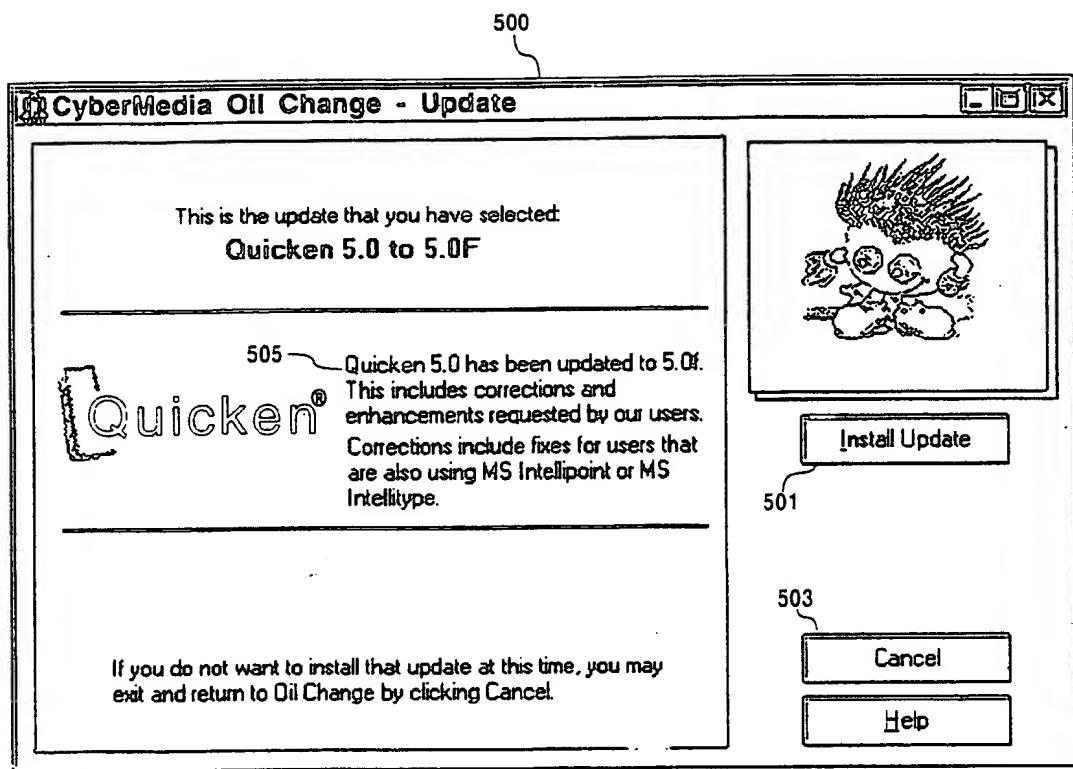 500
CyberMedia Oil Change - Update
This is the update that you have selected:
Quicken 5.0 to 5.0F
505
Quicken 5.0 has been updated to 5.0f.
This includes corrections and
enhancements requested by our users.
Corrections include fixes for users that
are also using MS Intellipoint or MS
Intellitype.
Quicken®
Install Update
501
503
If you do not want to install that update at this time, you may
exit and return to Oil Change by clicking Cancel.
Cancel
Help